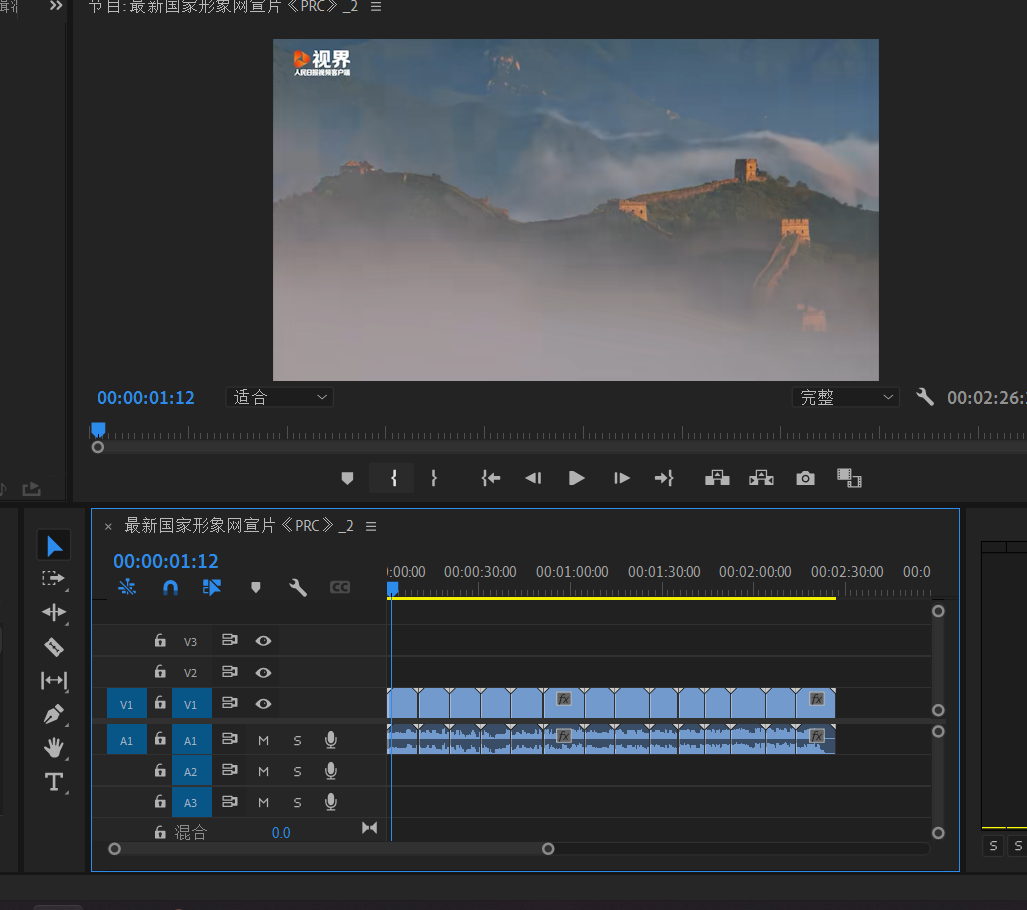 节目:最新国家形象网宣片《PRC》_2
视界
人民日报视频客户端
00:00:01:12
适合
完整
00:02:26:
最新国家形象网宣片《PRC》_2
00:00:01:12
:00:00 00:00:30:00 00:01:00:00 00:01:30:00 00:02:00:00 00:02:30:00 00:0
CC
V3
V2
V1 V1 fx fx
A1 A1 M S fx fx
A2 M S
A3 M S
混合 0.0
T
S S